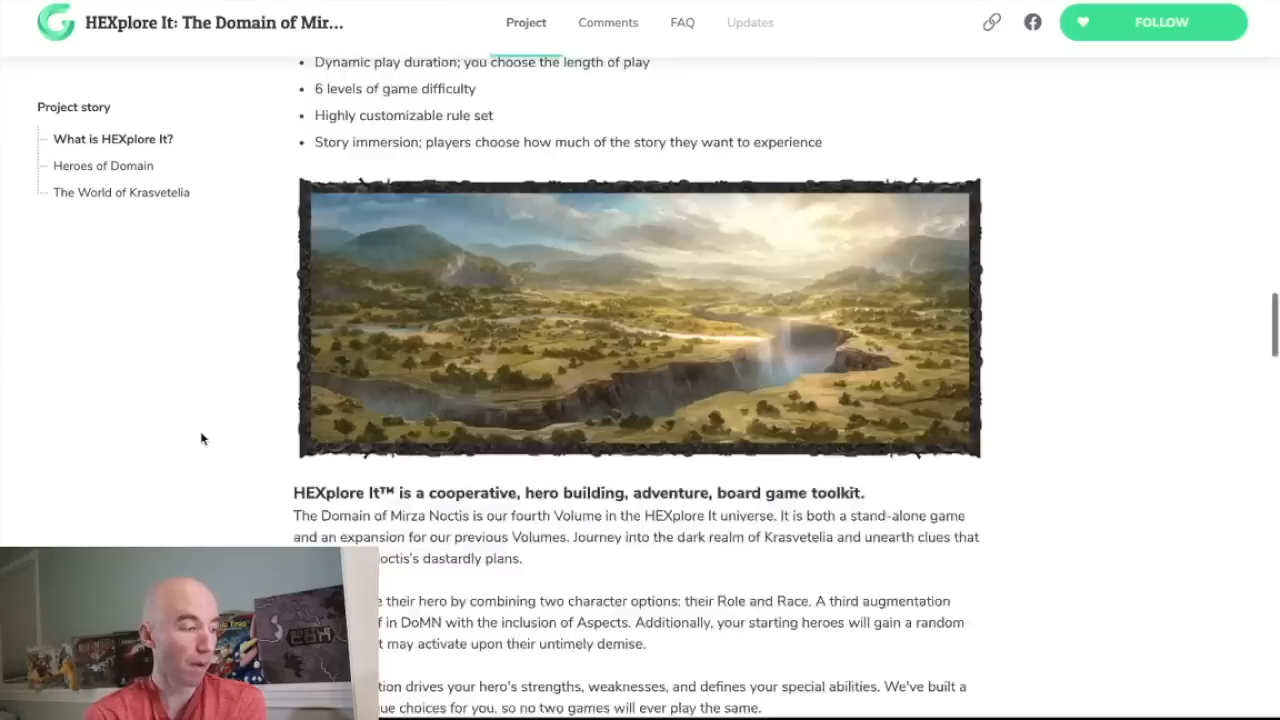 HEXplore It: The Domain of Mir...
Project
Comments
FAQ
Updates
FOLLOW
Project story
What is HEXplore It?
Heroes of Domain
The World of Krasvetelia
Dynamic play duration; you choose the length of play
6 levels of game difficulty
Highly customizable rule set
Story immersion; players choose how much of the story they want to experience
HEXplore It™ is a cooperative, hero building, adventure, board game toolkit.
The Domain of Mirza Noctis is our fourth Volume in the HEXplore It universe. It is both a stand-alone game
and an expansion for our previous Volumes. Journey into the dark realm of Krasvetelia and unearth clues that
octis's dastardly plans.
e their hero by combining two character options: their Role and Race. A third augmentation
f in DoMN with the inclusion of Aspects. Additionally, your starting heroes will gain a random
t may activate upon their untimely demise.
tion drives your hero's strengths, weaknesses, and defines your special abilities. We've built a
ue choices for you, so no two games will ever play the same.